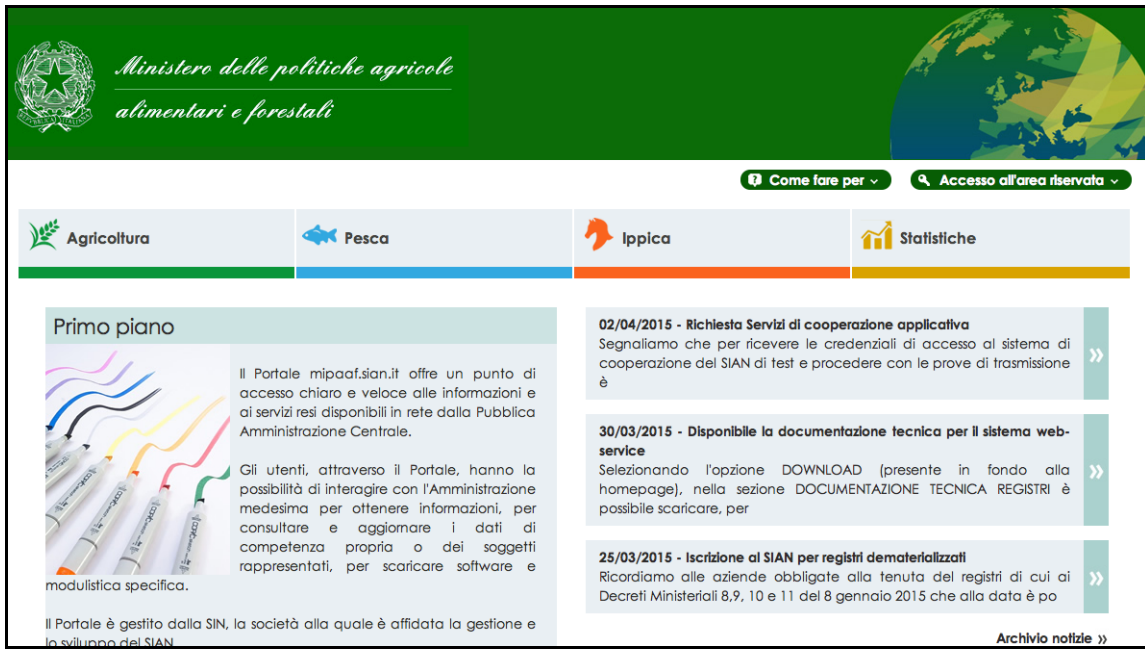 Ministero delle politiche agricole
alimentari e forestali
Come fare per
Accesso all'area riservata
Agricoltura
Pesca
Ippica
Statistiche
Primo piano
Il Portale mipaaf.sian.it offre un punto di
accesso chiaro e veloce alle informazioni e
ai servizi resi disponibili in rete dalla Pubblica
Amministrazione Centrale.
Gli utenti, attraverso il Portale, hanno la
possibilità di interagire con l'Amministrazione
medesima per ottenere informazioni, per
consultare e aggiornare i dati di
competenza propria o dei soggetti
rappresentati, per scaricare software e
modulistica specifica.
Il Portale è gestito dalla SIN, la società alla quale è affidata la gestione e
lo sviluppo del SIAN
02/04/2015 - Richiesta Servizi di cooperazione applicativa
Segnaliamo che per ricevere le credenziali di accesso al sistema di
cooperazione del SIAN di test e procedere con le prove di trasmissione
è
30/03/2015 - Disponibile la documentazione tecnica per il sistema web-
service
Selezionando l'opzione DOWNLOAD (presente in fondo alla
homepage), nella sezione DOCUMENTAZIONE TECNICA REGISTRI è
possibile scaricare, per
25/03/2015 - Iscrizione al SIAN per registri dematerializzati
Ricordiamo alle aziende obbligate alla tenuta del registri di cui ai
Decreti Ministeriali 8,9, 10 e 11 del 8 gennaio 2015 che alla data è po
Archivio notizie »